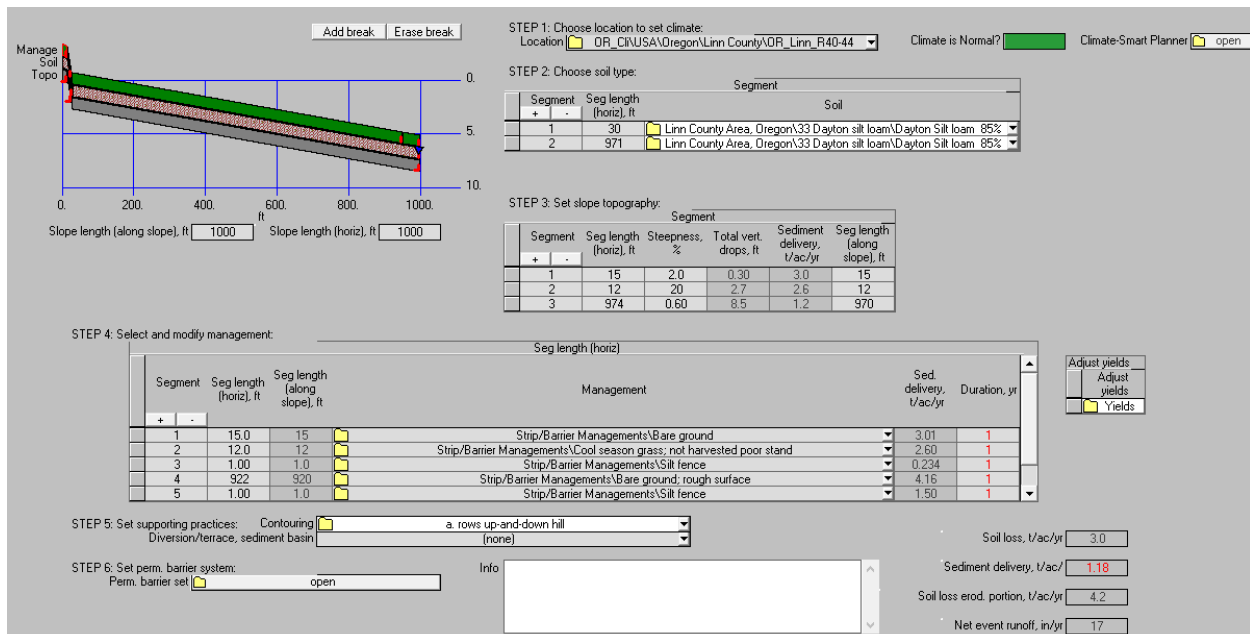 Add break Erase break
Manage
Soil
Topo
0.
5.
10.
0. 200. 400. 600. 800. 1000.
ft
Slope length (along slope), ft 1000 Slope length (horiz), ft 1000
STEP 1: Choose location to set climate:
Location OR_Cli\USA\Oregon\Linn County\OR_Linn_R40-44
Climate is Normal? Climate-Smart Planner open
STEP 2: Choose soil type:
Segment
Segment Seg length (horiz), ft Soil
+ -
1 30 Linn County Area, Oregon\33 Dayton silt loam\Dayton Silt loam 85%
2 971 Linn County Area, Oregon\33 Dayton silt loam\Dayton Silt loam 85%
STEP 3: Set slope topography:
Segment
Segment Seg length (horiz), ft Steepness, % Total vert. drops, ft Sediment delivery, t/ac/yr Seg length (along slope), ft
+ -
1 15 2.0 0.30 3.0 15
2 12 20 2.7 2.6 12
3 974 0.60 8.5 1.2 970
STEP 4: Select and modify management:
Seg length (horiz)
Segment Seg length (horiz), ft Seg length (along slope), ft Management Sed. delivery, t/ac/yr Duration, yr
+ -
1 15.0 15 Strip/Barrier Managements\Bare ground 3.01 1
2 12.0 12 Strip/Barrier Managements\Cool season grass; not harvested poor stand 2.60 1
3 1.00 1.0 Strip/Barrier Managements\Silt fence 0.234 1
4 922 920 Strip/Barrier Managements\Bare ground; rough surface 4.16 1
5 1.00 1.0 Strip/Barrier Managements\Silt fence 1.50 1
Adjust yields
Adjust yields
Yields
STEP 5: Set supporting practices: Contouring a. rows up-and-down hill
Diversion/terrace, sediment basin (none)
STEP 6: Set perm. barrier system:
Perm. barrier set open
Info
Soil loss, t/ac/yr 3.0
Sediment delivery, t/ac/ 1.18
Soil loss erod. portion, t/ac/yr 4.2
Net event runoff, in/yr 17